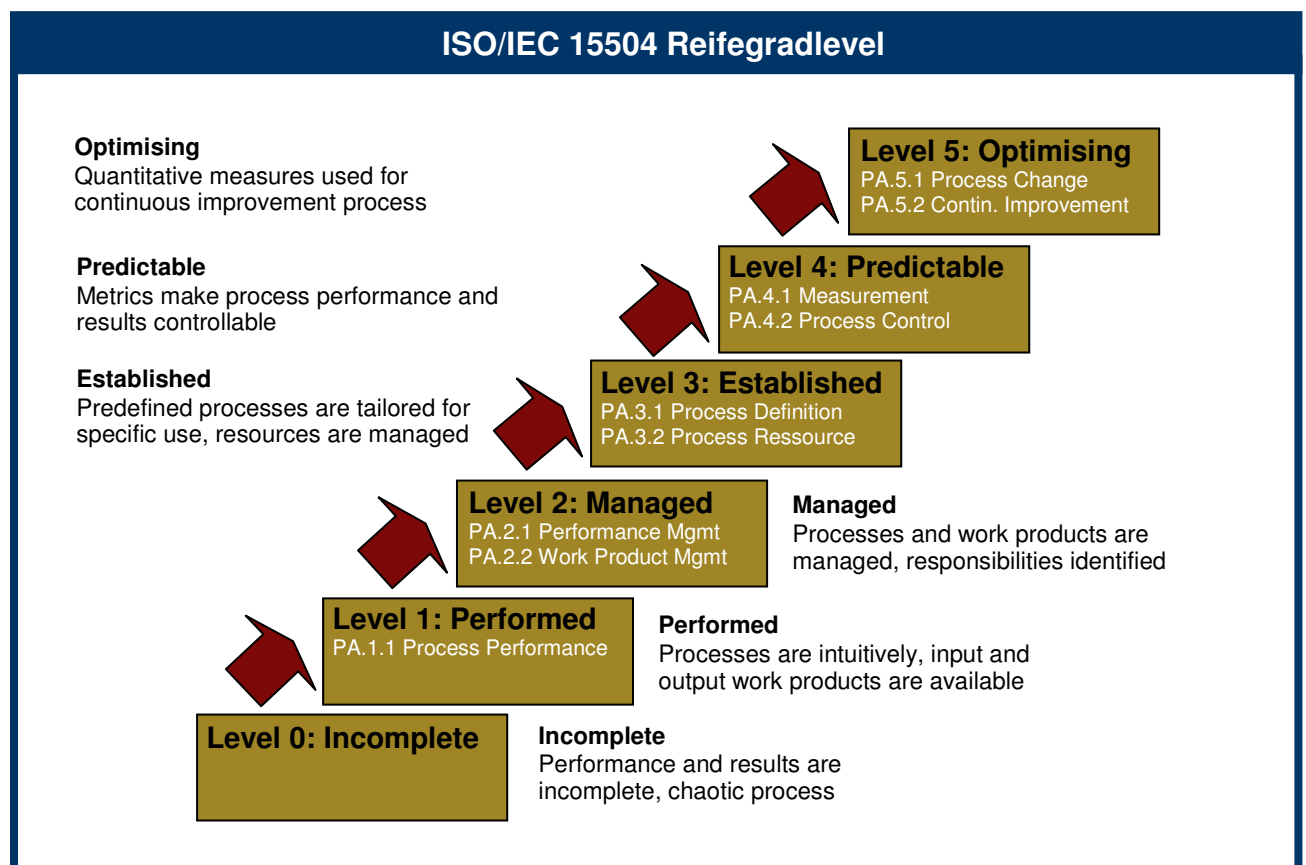 ISO/IEC 15504 Reifegradlevel
Optimising
Quantitative measures used for
continuous improvement process
Level 5: Optimising
PA.5.1 Process Change
PA.5.2 Contin. Improvement
Predictable
Metrics make process performance and
results controllable
Level 4: Predictable
PA.4.1 Measurement
PA.4.2 Process Control
Established
Predefined processes are tailored for
specific use, resources are managed
Level 3: Established
PA.3.1 Process Definition
PA.3.2 Process Ressource
Level 2: Managed
PA.2.1 Performance Mgmt
PA.2.2 Work Product Mgmt
Managed
Processes and work products are
managed, responsibilities identified
Level 1: Performed
PA.1.1 Process Performance
Performed
Processes are intuitively, input and
output work products are available
Level 0: Incomplete
Incomplete
Performance and results are
incomplete, chaotic process